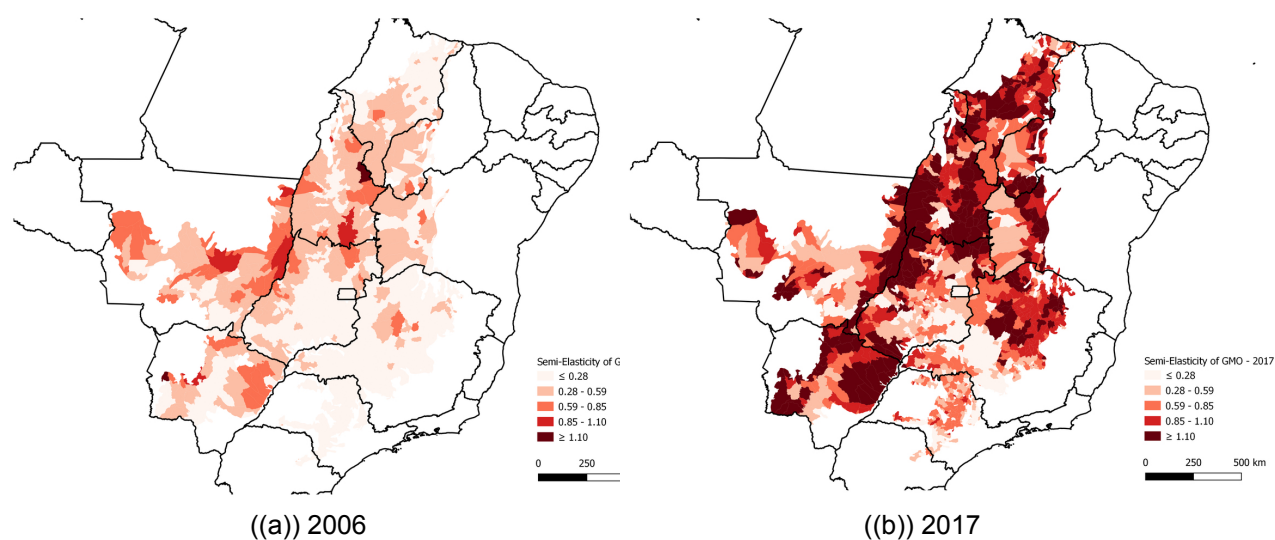 Semi-Elasticity of G
≤ 0.28
0.28 - 0.59
0.59 - 0.85
0.85 - 1.10
≥ 1.10
0 250
((a)) 2006
Semi-Elasticity of GMO - 2017
≤ 0.28
0.28 - 0.59
0.59 - 0.85
0.85 - 1.10
≥ 1.10
0 250 500 km
((b)) 2017